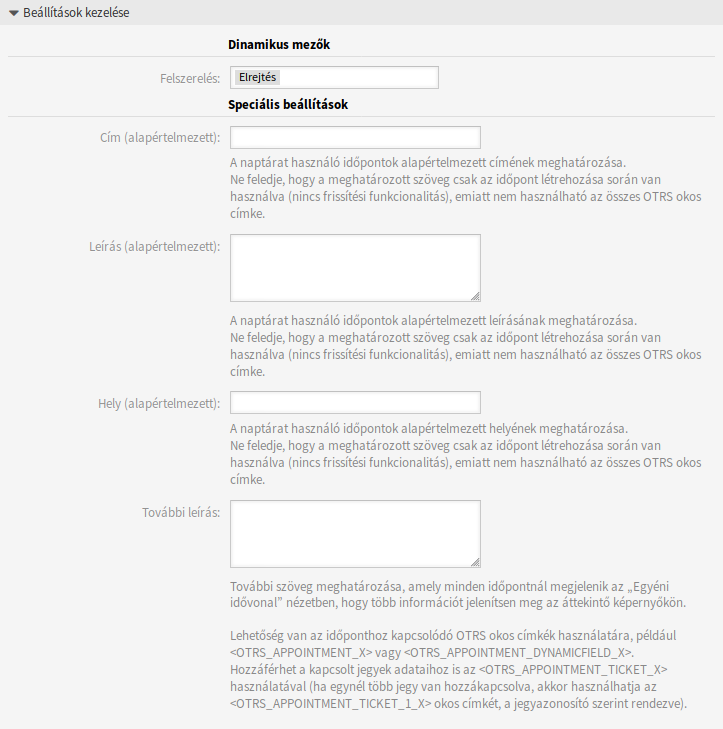 Beállítások kezelése
Dinamikus mezők
Felszerelés:
Elrejtés
Speciális beállítások
Cím (alapértelmezett):
A naptárat használó időpontok alapértelmezett címének meghatározása.
Ne feledje, hogy a meghatározott szöveg csak az időpont létrehozása során van
használva (nincs frissítési funkcionalitás), emiatt nem használható az összes OTRS okos
címke.
Leírás (alapértelmezett):
A naptárat használó időpontok alapértelmezett leírásának meghatározása.
Ne feledje, hogy a meghatározott szöveg csak az időpont létrehozása során van
használva (nincs frissítési funkcionalitás), emiatt nem használható az összes OTRS okos
címke.
Hely (alapértelmezett):
A naptárat használó időpontok alapértelmezett helyének meghatározása.
Ne feledje, hogy a meghatározott szöveg csak az időpont létrehozása során van
használva (nincs frissítési funkcionalitás), emiatt nem használható az összes OTRS okos
címke.
További leírás:
További szöveg meghatározása, amely minden időpontnál megjelenik az „Egyéni
idővonal” nézetben, hogy több információt jelenítsen meg az áttekintő képernyőkön.
Lehetőség van az időponthoz kapcsolódó OTRS okos címkék használatára, például
<OTRS_APPOINTMENT_X> vagy <OTRS_APPOINTMENT_DYNAMICFIELD_X>.
Hozzáférhet a kapcsolt jegyek adataihoz is az <OTRS_APPOINTMENT_TICKET_X>
használatával (ha egynél több jegy van hozzákapcsolva, akkor használhatja az
<OTRS_APPOINTMENT_TICKET_1_X> okos címkét, a jegyazonosító szerint rendezve).